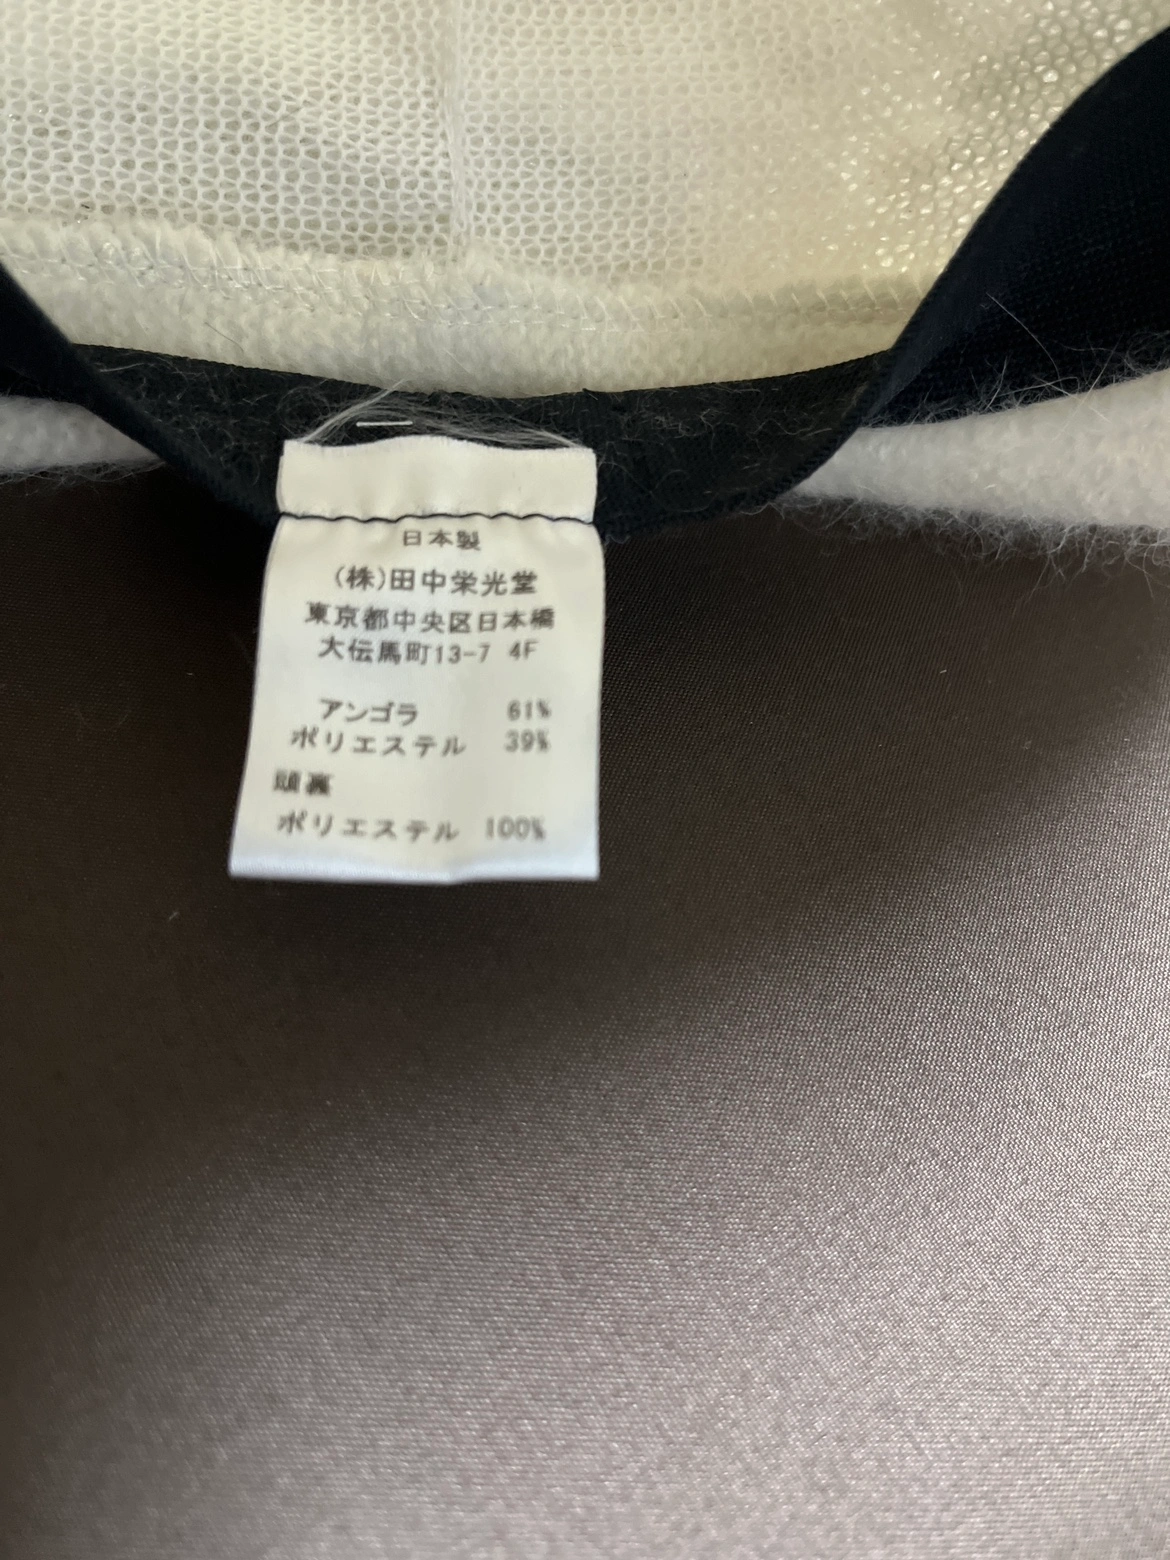 日本製
(株)田中栄光堂
東京都中央区日本橋
大伝馬町13-7 4F
アンゴラ 61%
ポリエステル 39%
頭裏
ポリエステル 100%